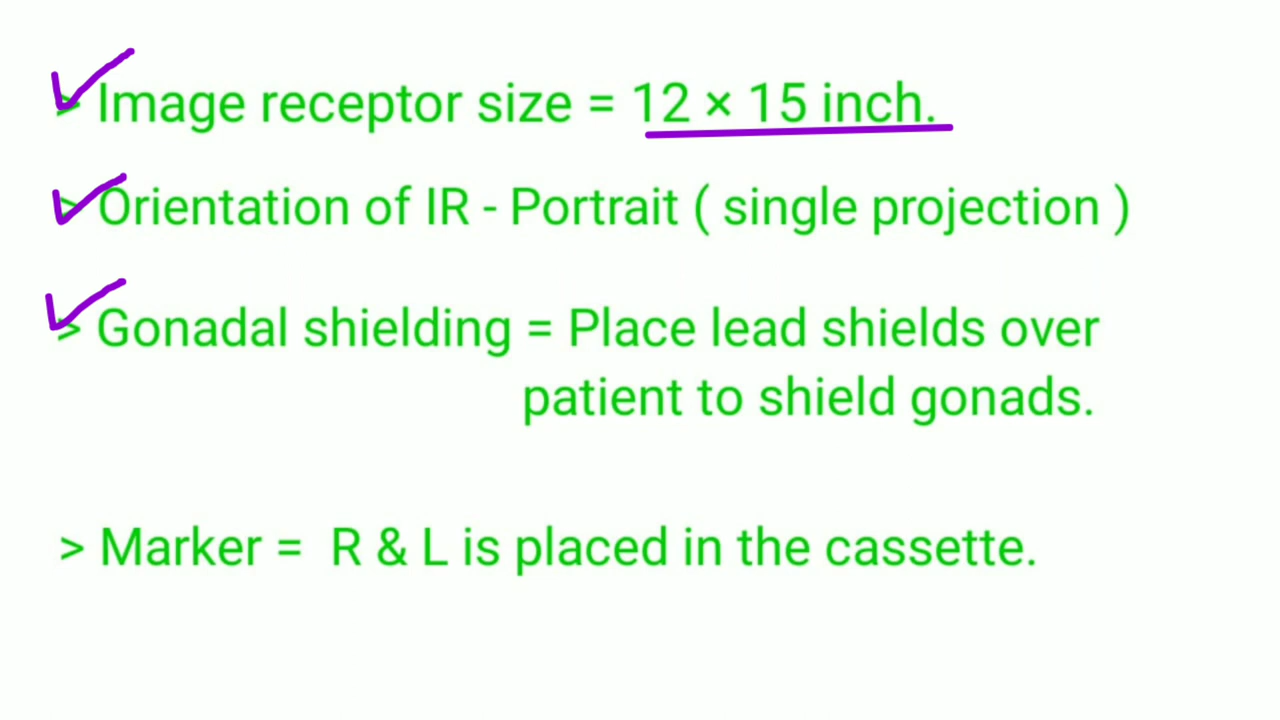 > Image receptor size = 12 × 15 inch.
> Orientation of IR - Portrait ( single projection )
> Gonadal shielding = Place lead shields over
patient to shield gonads.
> Marker = R & L is placed in the cassette.